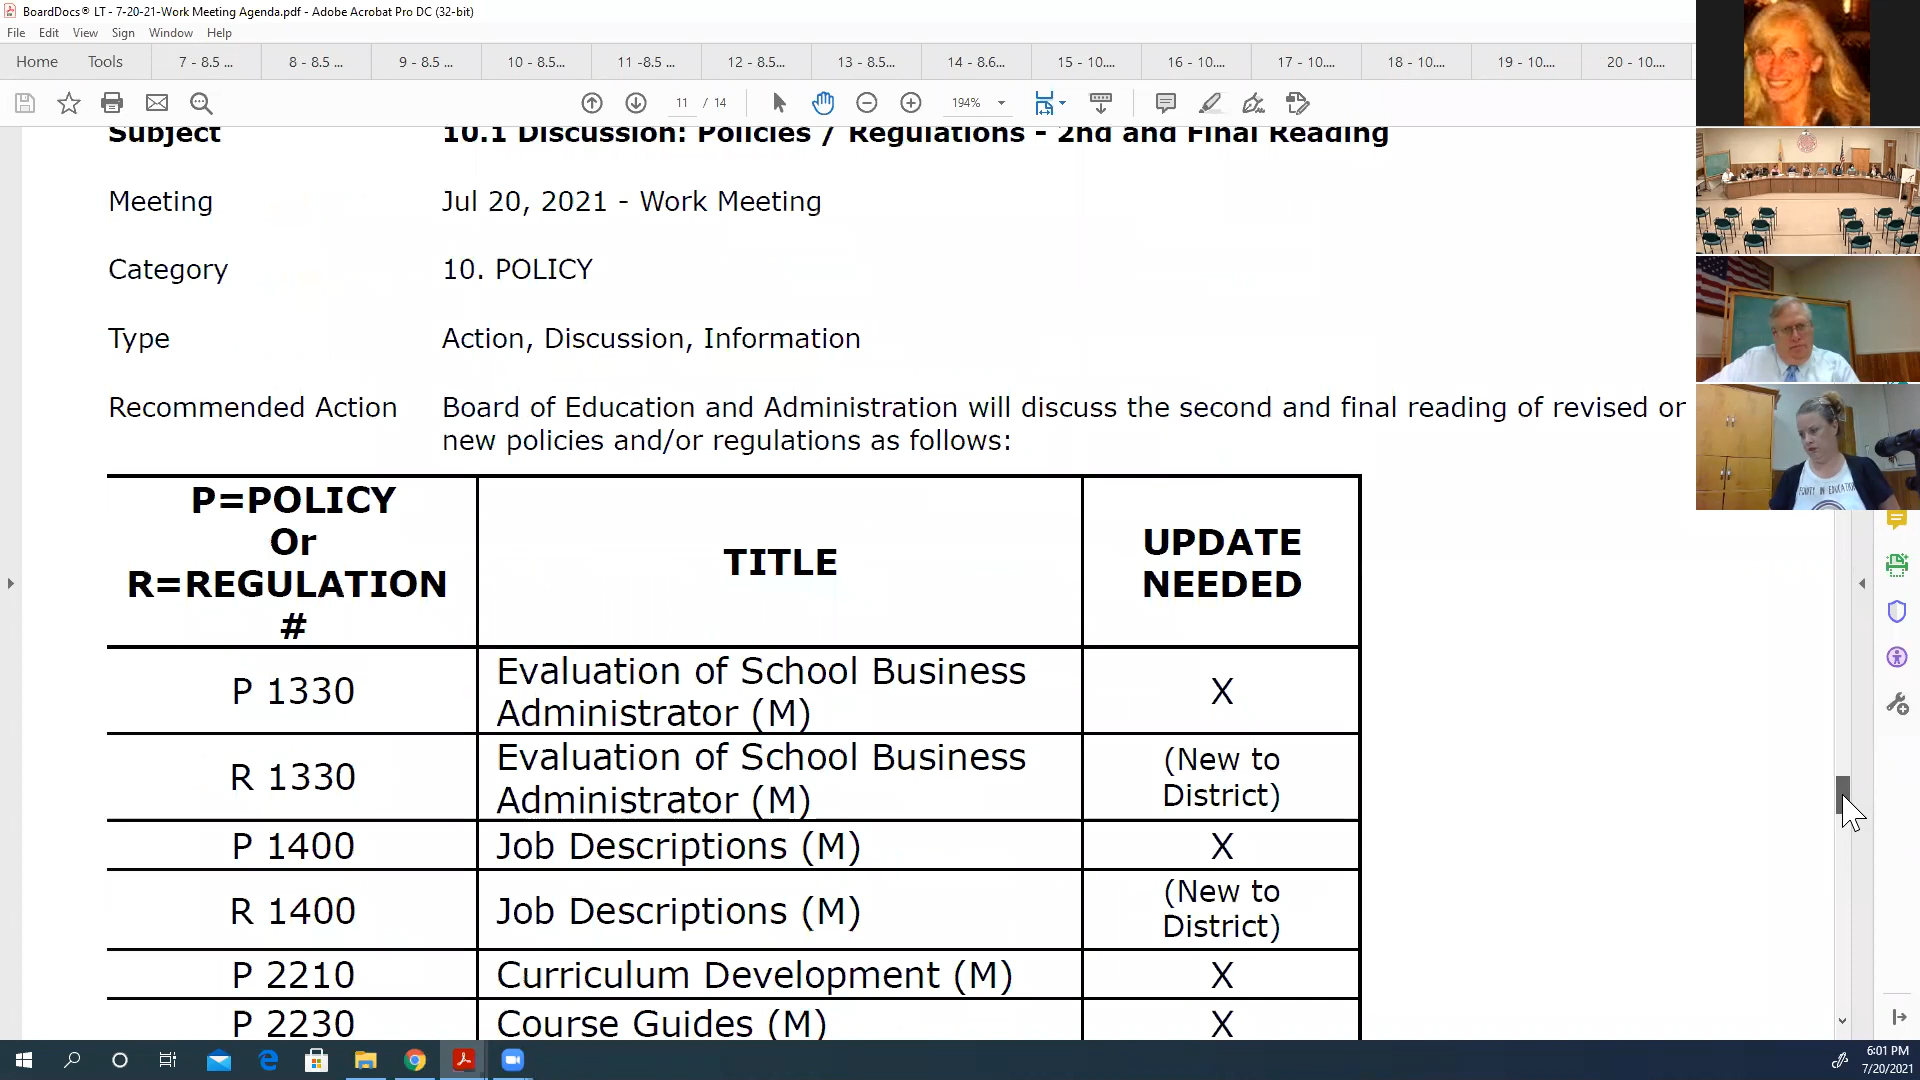 BoardDocs® LT - 7-20-21-Work Meeting Agenda.pdf - Adobe Acrobat Pro DC (32-bit)
File Edit View Sign Window Help
Home Tools 7 - 8.5 ... 8 - 8.5 ... 9 - 8.5 ... 10 - 8.5... 11 -8.5 ... 12 - 8.5... 13 - 8.5... 14 - 8.6... 15 - 10.... 16 - 10.... 17 - 10.... 18 - 10.... 19 - 10.... 20 - 10....
11 / 14 194%
Subject 10.1 Discussion: Policies / Regulations - 2nd and Final Reading
Meeting Jul 20, 2021 - Work Meeting
Category 10. POLICY
Type Action, Discussion, Information
Recommended Action Board of Education and Administration will discuss the second and final reading of revised or
new policies and/or regulations as follows:
P=POLICY
Or
R=REGULATION
#
TITLE
UPDATE
NEEDED
P 1330 Evaluation of School Business
Administrator (M) X
R 1330 Evaluation of School Business
Administrator (M) (New to
District)
P 1400 Job Descriptions (M) X
R 1400 Job Descriptions (M) (New to
District)
P 2210 Curriculum Development (M) X
P 2230 Course Guides (M) X
EQUITY IN EDUCATION
6:01 PM
7/20/2021